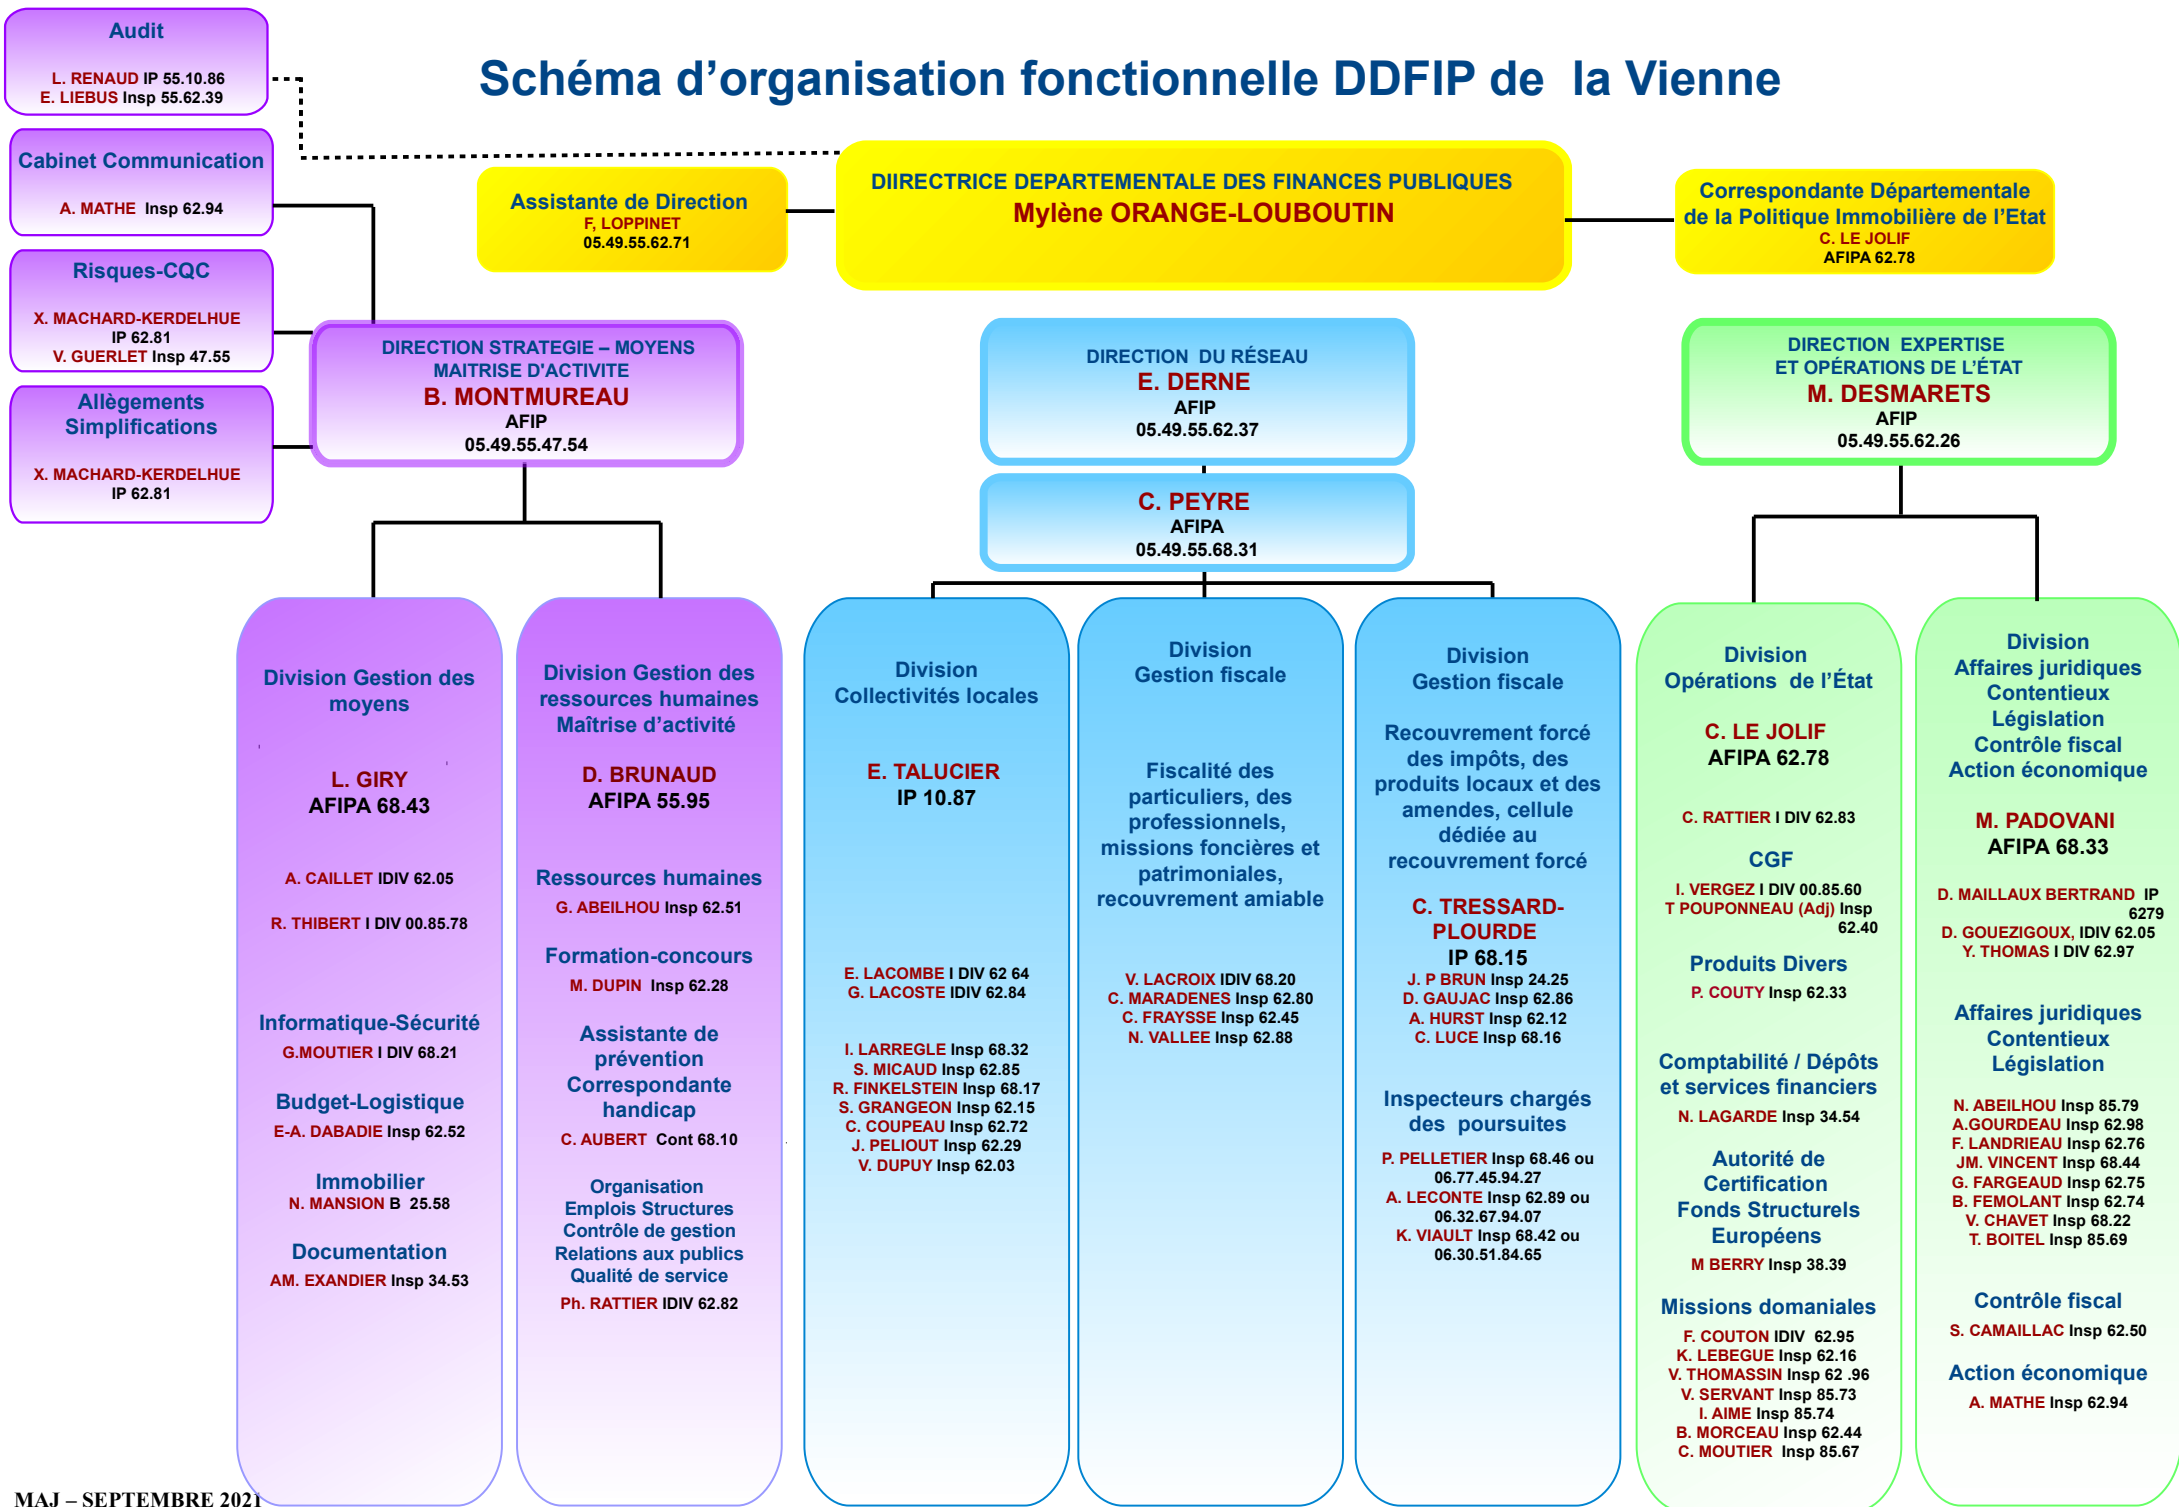 Audit
L. RENAUD IP 55.10.86
E. LIEBUS Insp 55.62.39
Schéma d’organisation fonctionnelle DDFIP de  la Vienne
Cabinet Communication
A. MATHE  Insp 62.94
Risques-CQC
X. MACHARD-KERDELHUE
IP 62.81
V. GUERLET Insp 47.55
Allègements
Simplifications
X. MACHARD-KERDELHUE
IP 62.81
Assistante de Direction
F, LOPPINET
05.49.55.62.71
DIIRECTRICE DEPARTEMENTALE DES FINANCES PUBLIQUES
Mylène ORANGE-LOUBOUTIN
Correspondante Départementale
de la Politique Immobilière de l’Etat
C. LE JOLIF
AFIPA 62.78
DIRECTION STRATEGIE – MOYENS
MAITRISE D'ACTIVITE
B. MONTMUREAU
AFIP
05.49.55.47.54
DIRECTION  DU RÉSEAU
E. DERNE
AFIP
05.49.55.62.37
C. PEYRE
AFIPA
05.49.55.68.31
DIRECTION  EXPERTISE
ET OPÉRATIONS DE L’ÉTAT
M. DESMARETS
AFIP
05.49.55.62.26
Division Gestion des
moyens
L. GIRY
AFIPA 68.43
A. CAILLET IDIV 62.05
R. THIBERT I DIV 00.85.78
Informatique-Sécurité
G.MOUTIER I DIV 68.21
Budget-Logistique
E-A. DABADIE Insp 62.52
Immobilier
N. MANSION B  25.58
Documentation
AM. EXANDIER Insp 34.53
Division Gestion des
ressources humaines
Maîtrise d’activité
D. BRUNAUD
AFIPA 55.95
Ressources humaines
G. ABEILHOU Insp 62.51
Formation-concours
M. DUPIN  Insp 62.28
Assistante de
prévention
Correspondante
handicap
C. AUBERT  Cont 68.10
Organisation
Emplois Structures
Contrôle de gestion
Relations aux publics
Qualité de service
Ph. RATTIER IDIV 62.82
Division
Collectivités locales
E. TALUCIER
IP 10.87
E. LACOMBE I DIV 62 64
G. LACOSTE IDIV 62.84
I. LARREGLE Insp 68.32
S. MICAUD Insp 62.85
R. FINKELSTEIN Insp 68.17
S. GRANGEON Insp 62.15
C. COUPEAU Insp 62.72
J. PELIOUT Insp 62.29
V. DUPUY Insp 62.03
Division
Gestion fiscale
Fiscalité des
particuliers, des
professionnels,
missions foncières et
patrimoniales,
recouvrement amiable
V. LACROIX IDIV 68.20
C. MARADENES Insp 62.80
C. FRAYSSE Insp 62.45
N. VALLEE Insp 62.88
Division
Gestion fiscale
Recouvrement forcé
des impôts, des
produits locaux et des
amendes, cellule
dédiée au
recouvrement forcé
C. TRESSARD-
PLOURDE
IP 68.15
J. P BRUN Insp 24.25
D. GAUJAC Insp 62.86
A. HURST Insp 62.12
C. LUCE Insp 68.16
Inspecteurs chargés
des  poursuites
P. PELLETIER Insp 68.46 ou
06.77.45.94.27
A. LECONTE Insp 62.89 ou
06.32.67.94.07
K. VIAULT Insp 68.42 ou
06.30.51.84.65
Division
Opérations  de l’État
C. LE JOLIF
AFIPA 62.78
C. RATTIER I DIV 62.83
CGF
I. VERGEZ I DIV 00.85.60
T POUPONNEAU (Adj) Insp
62.40
Produits Divers
P. COUTY Insp 62.33
Comptabilité / Dépôts
et services financiers
N. LAGARDE Insp 34.54
Autorité de
Certification
Fonds Structurels
Européens
M BERRY Insp 38.39
Missions domaniales
F. COUTON IDIV  62.95
K. LEBEGUE Insp 62.16
V. THOMASSIN Insp 62 .96
V. SERVANT Insp 85.73
I. AIME Insp 85.74
B. MORCEAU Insp 62.44
C. MOUTIER  Insp 85.67
Division
Affaires juridiques
Contentieux
Législation
Contrôle fiscal
Action économique
M. PADOVANI
AFIPA 68.33
D. MAILLAUX BERTRAND  IP
6279
D. GOUEZIGOUX, IDIV 62.05
Y. THOMAS I DIV 62.97
Affaires juridiques
Contentieux
Législation
N. ABEILHOU Insp 85.79
A.GOURDEAU Insp 62.98
F. LANDRIEAU Insp 62.76
JM. VINCENT Insp 68.44
G. FARGEAUD Insp 62.75
B. FEMOLANT Insp 62.74
V. CHAVET Insp 68.22
T. BOITEL Insp 85.69
Contrôle fiscal
S. CAMAILLAC Insp 62.50
Action économique
A. MATHE Insp 62.94
MAJ – SEPTEMBRE 2021